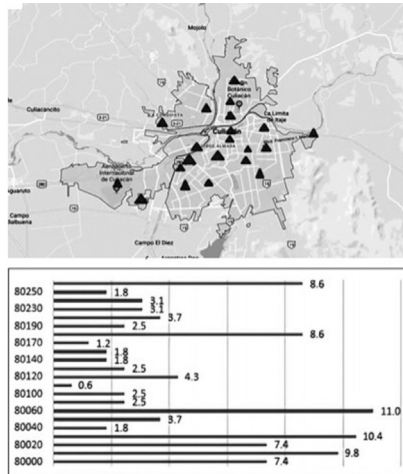 Mojolo
Botánico
Culiacán
Culiacancito
La Limita
de Itaje
Culiacán
Aeropuerto
Internacional
de Culiacán
Aguaruto
Campo
Campo El Diez
8.6
80250
1.8
3.1
80230
3.1
3.7
80190
2.5
8.6
80170
1.2
1.8
80140
1.8
2.5
80120
4.3
0.6
80100
2.5
2.5
80060
11.0
3.7
80040
1.8
10.4
80020
7.4
9.8
80000
7.4